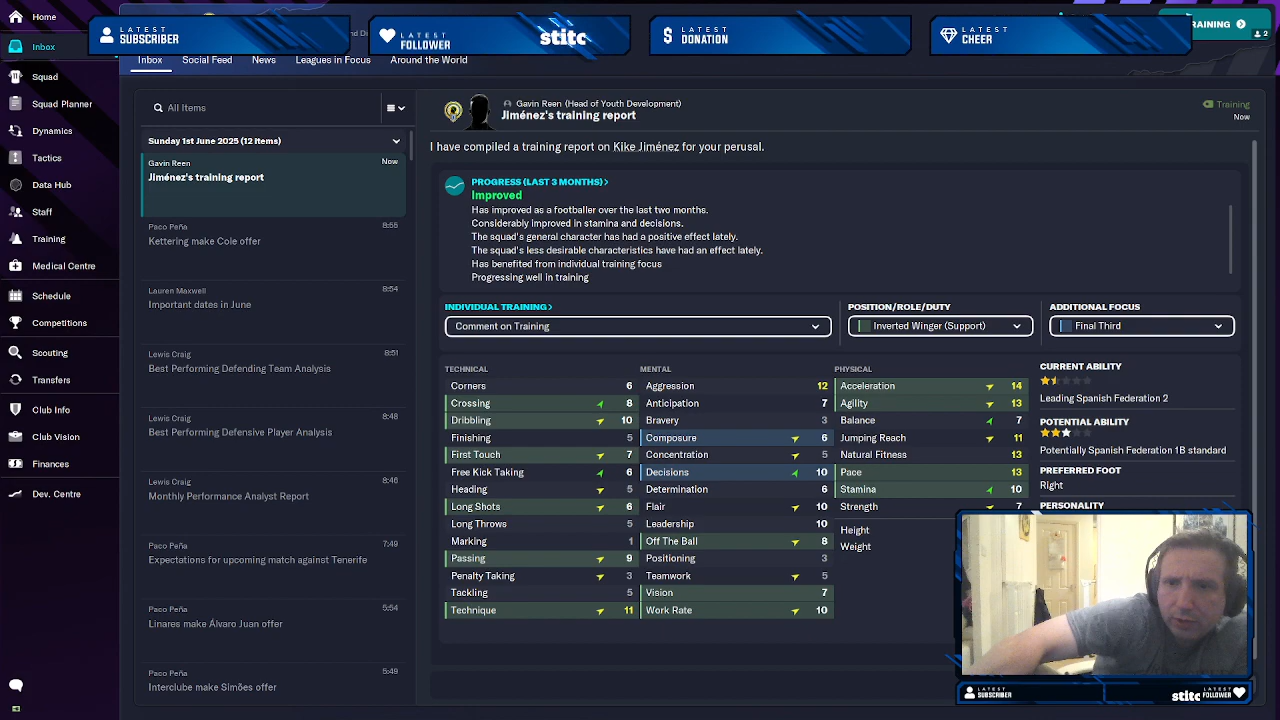 Home
Inbox
Squad
Squad Planner
Dynamics
Tactics
Data Hub
Staff
Training
Medical Centre
Schedule
Competitions
Scouting
Transfers
Club Info
Club Vision
Finances
Dev. Centre
LATEST
SUBSCRIBER
LATEST
FOLLOWER
stitc
LATEST
DONATION
LATEST
CHEER
TRAINING
2
Inbox
Social Feed
News
Leagues in Focus
Around the World
All Items
Sunday 1st June 2025 (12 items)
Gavin Reen
Now
Jiménez's training report
Paco Peña
8:55
Kettering make Cole offer
Lauren Maxwell
8:54
Important dates in June
Lewis Craig
8:51
Best Performing Defending Team Analysis
Lewis Craig
8:48
Best Performing Defensive Player Analysis
Lewis Craig
8:46
Monthly Performance Analyst Report
Paco Peña
7:49
Expectations for upcoming match against Tenerife
Paco Peña
5:54
Linares make Álvaro Juan offer
Paco Peña
5:49
Interclube make Simões offer
Gavin Reen (Head of Youth Development)
Jiménez's training report
Training
Now
I have compiled a training report on Kike Jiménez for your perusal.
PROGRESS (LAST 3 MONTHS)>
Improved
Has improved as a footballer over the last two months.
Considerably improved in stamina and decisions.
The squad's general character has had a positive effect lately.
The squad's less desirable characteristics have had an effect lately.
Has benefited from individual training focus
Progressing well in training
INDIVIDUAL TRAINING>
Comment on Training
POSITION/ROLE/DUTY
Inverted Winger (Support)
ADDITIONAL FOCUS
Final Third
TECHNICAL
Corners 6
Crossing 8
Dribbling 10
Finishing 5
First Touch 7
Free Kick Taking 6
Heading 5
Long Shots 6
Long Throws 5
Marking 1
Passing 9
Penalty Taking 3
Tackling 5
Technique 11
MENTAL
Aggression 12
Anticipation 7
Bravery 3
Composure 6
Concentration 5
Decisions 10
Determination 6
Flair 10
Leadership 10
Off The Ball 8
Positioning 3
Teamwork 5
Vision 7
Work Rate 10
PHYSICAL
Acceleration 14
Agility 13
Balance 7
Jumping Reach 11
Natural Fitness 13
Pace 13
Stamina 10
Strength 7
Height
Weight
CURRENT ABILITY
Leading Spanish Federation 2
POTENTIAL ABILITY
Potentially Spanish Federation 1B standard
PREFERRED FOOT
Right
PERSONALITY
LATEST
SUBSCRIBER
stitc
LATEST
FOLLOWER